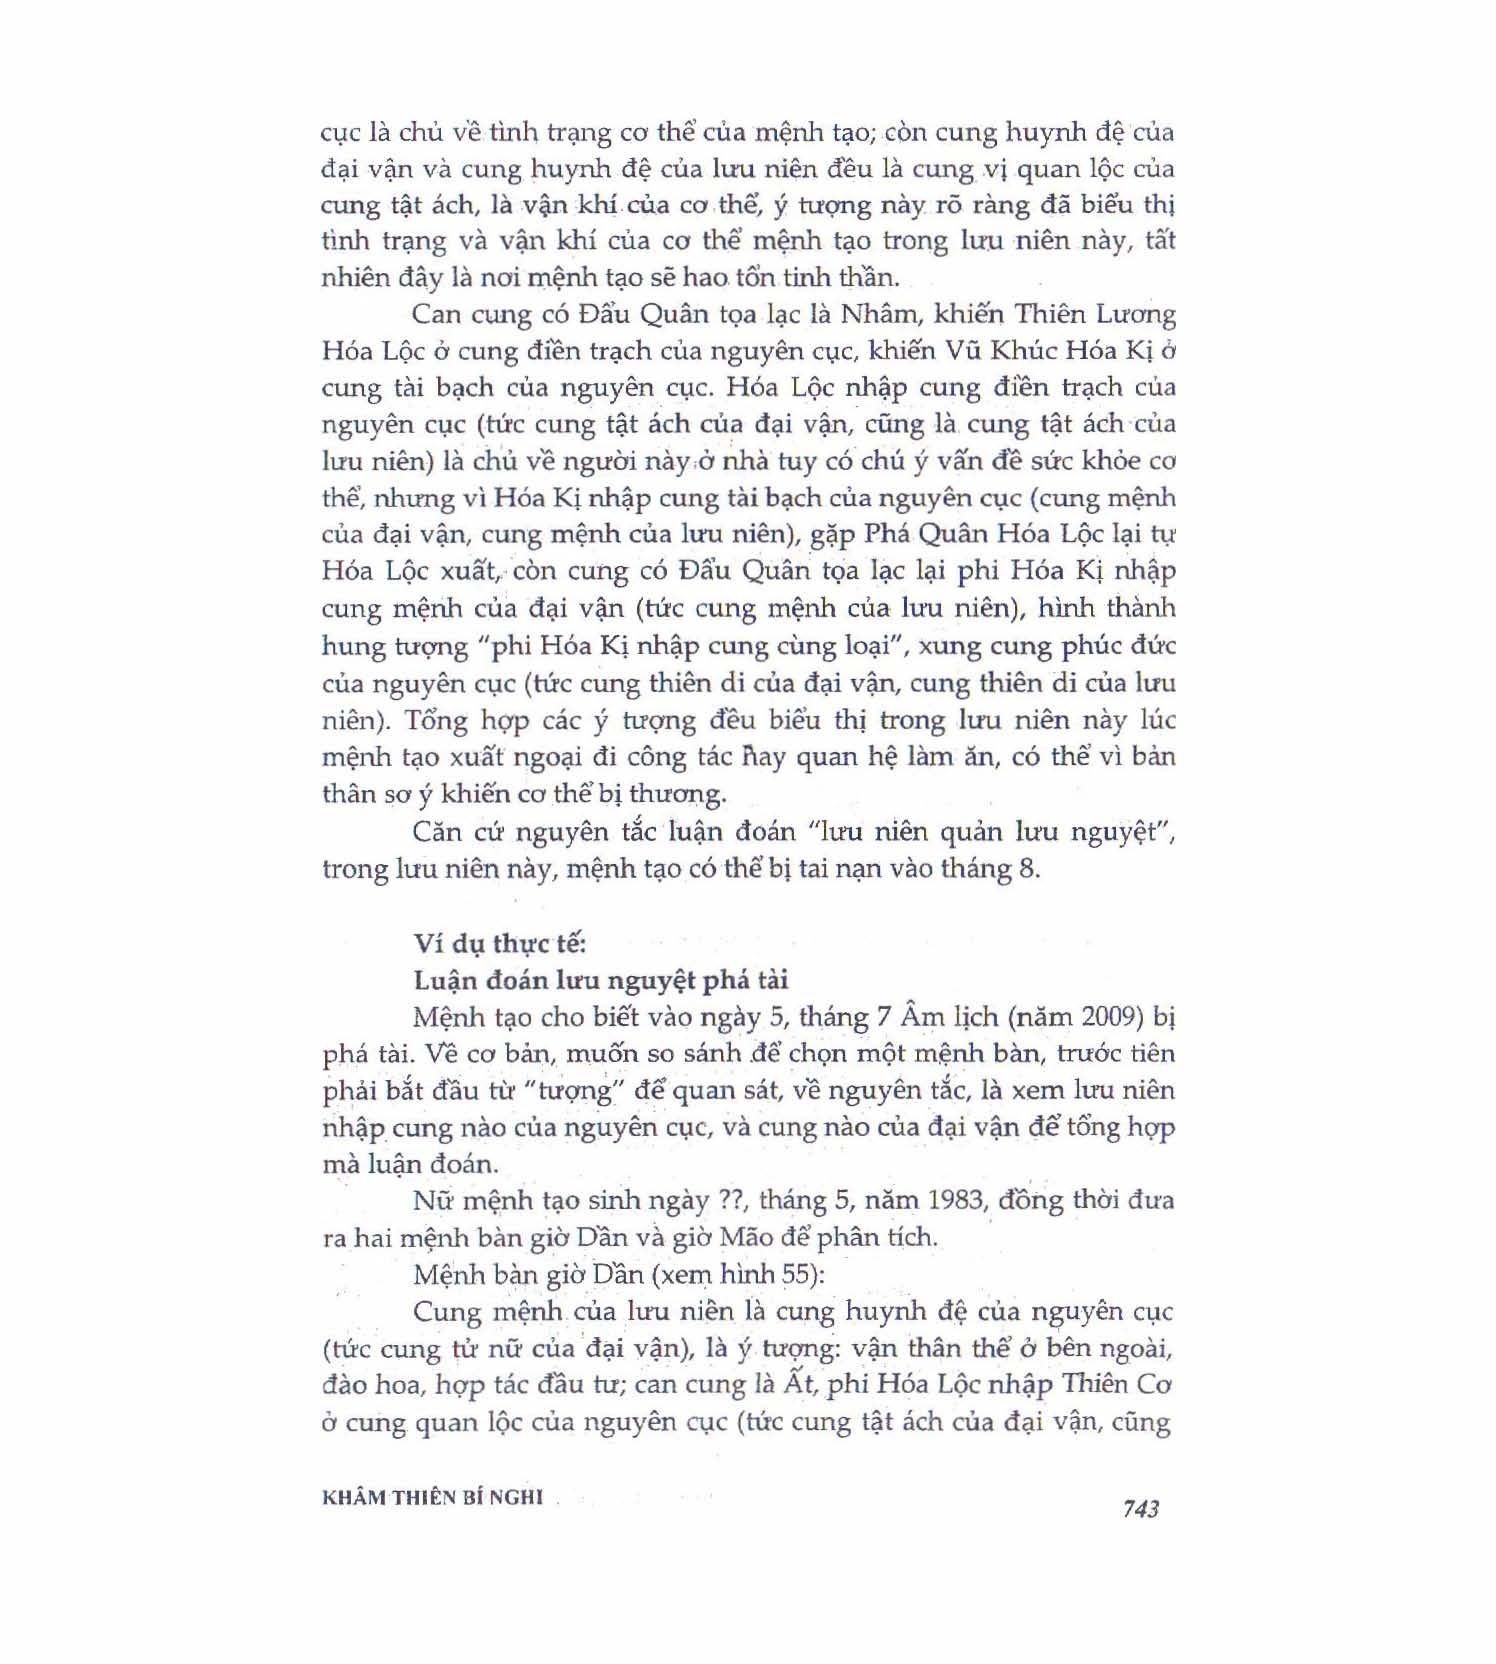 cục là chủ về tình trạng cơ thể của mệnh tạo; còn cung huynh đệ của
đại vận và cung huynh đệ của lưu niên đều là cung vị quan lộc của
cung tật ách, là vận khí của cơ thể, ý tượng này rõ ràng đã biểu thị
tình trạng và vận khí của cơ thể mệnh tạo trong lưu niên này, tất
nhiên đây là nơi mệnh tạo sẽ hao tổn tinh thần.
Can cung có Đẩu Quân tọa lạc là Nhâm, khiến Thiên Lương
Hóa Lộc ở cung điền trạch của nguyên cục, khiến Vũ Khúc Hóa Kị ở
cung tài bạch của nguyên cục. Hóa Lộc nhập cung điền trạch của
nguyên cục (tức cung tật ách của đại vận, cũng là cung tật ách của
lưu niên) là chủ về người này ở nhà tuy có chú ý vấn đề sức khỏe cơ
thể, nhưng vì Hóa Kị nhập cung tài bạch của nguyên cục (cung mệnh
của đại vận, cung mệnh của lưu niên), gặp Phá Quân Hóa Lộc lại tự
Hóa Lộc xuất, còn cung có Đẩu Quân tọa lạc lại phi Hóa Kị nhập
cung mệnh của đại vận (tức cung mệnh của lưu niên), hình thành
hung tượng "phi Hóa Kị nhập cung cùng loại", xung cung phúc đức
của nguyên cục (tức cung thiên di của đại vận, cung thiên di của lưu
niên). Tổng hợp các ý tượng đều biểu thị trong lưu niên này lúc
mệnh tạo xuất ngoại đi công tác hay quan hệ làm ăn, có thể vì bản
thân sơ ý khiến cơ thể bị thương.
Căn cứ nguyên tắc luận đoán "lưu niên quản lưu nguyệt",
trong lưu niên này, mệnh tạo có thể bị tai nạn vào tháng 8.
Ví dụ thực tế:
Luận đoán lưu nguyệt phá tài
Mệnh tạo cho biết vào ngày 5, tháng 7 Âm lịch (năm 2009) bị
phá tài. Về cơ bản, muốn so sánh để chọn một mệnh bàn, trước tiên
phải bắt đầu từ "tượng" để quan sát, về nguyên tắc, là xem lưu niên
nhập cung nào của nguyên cục, và cung nào của đại vận để tổng hợp
mà luận đoán.
Nữ mệnh tạo sinh ngày ??, tháng 5, năm 1983, đồng thời đưa
ra hai mệnh bàn giờ Dần và giờ Mão để phân tích.
Mệnh bàn giờ Dần (xem hình 55):
Cung mệnh của lưu niên là cung huynh đệ của nguyên cục
(tức cung tử nữ của đại vận), là ý tượng: vận thân thể ở bên ngoài,
đào hoa, hợp tác đầu tư; can cung là Ất, phi Hóa Lộc nhập Thiên Cơ
ở cung quan lộc của nguyên cục (tức cung tật ách của đại vận, cũng
KHÂM THIÊN BÍ NGHI
743